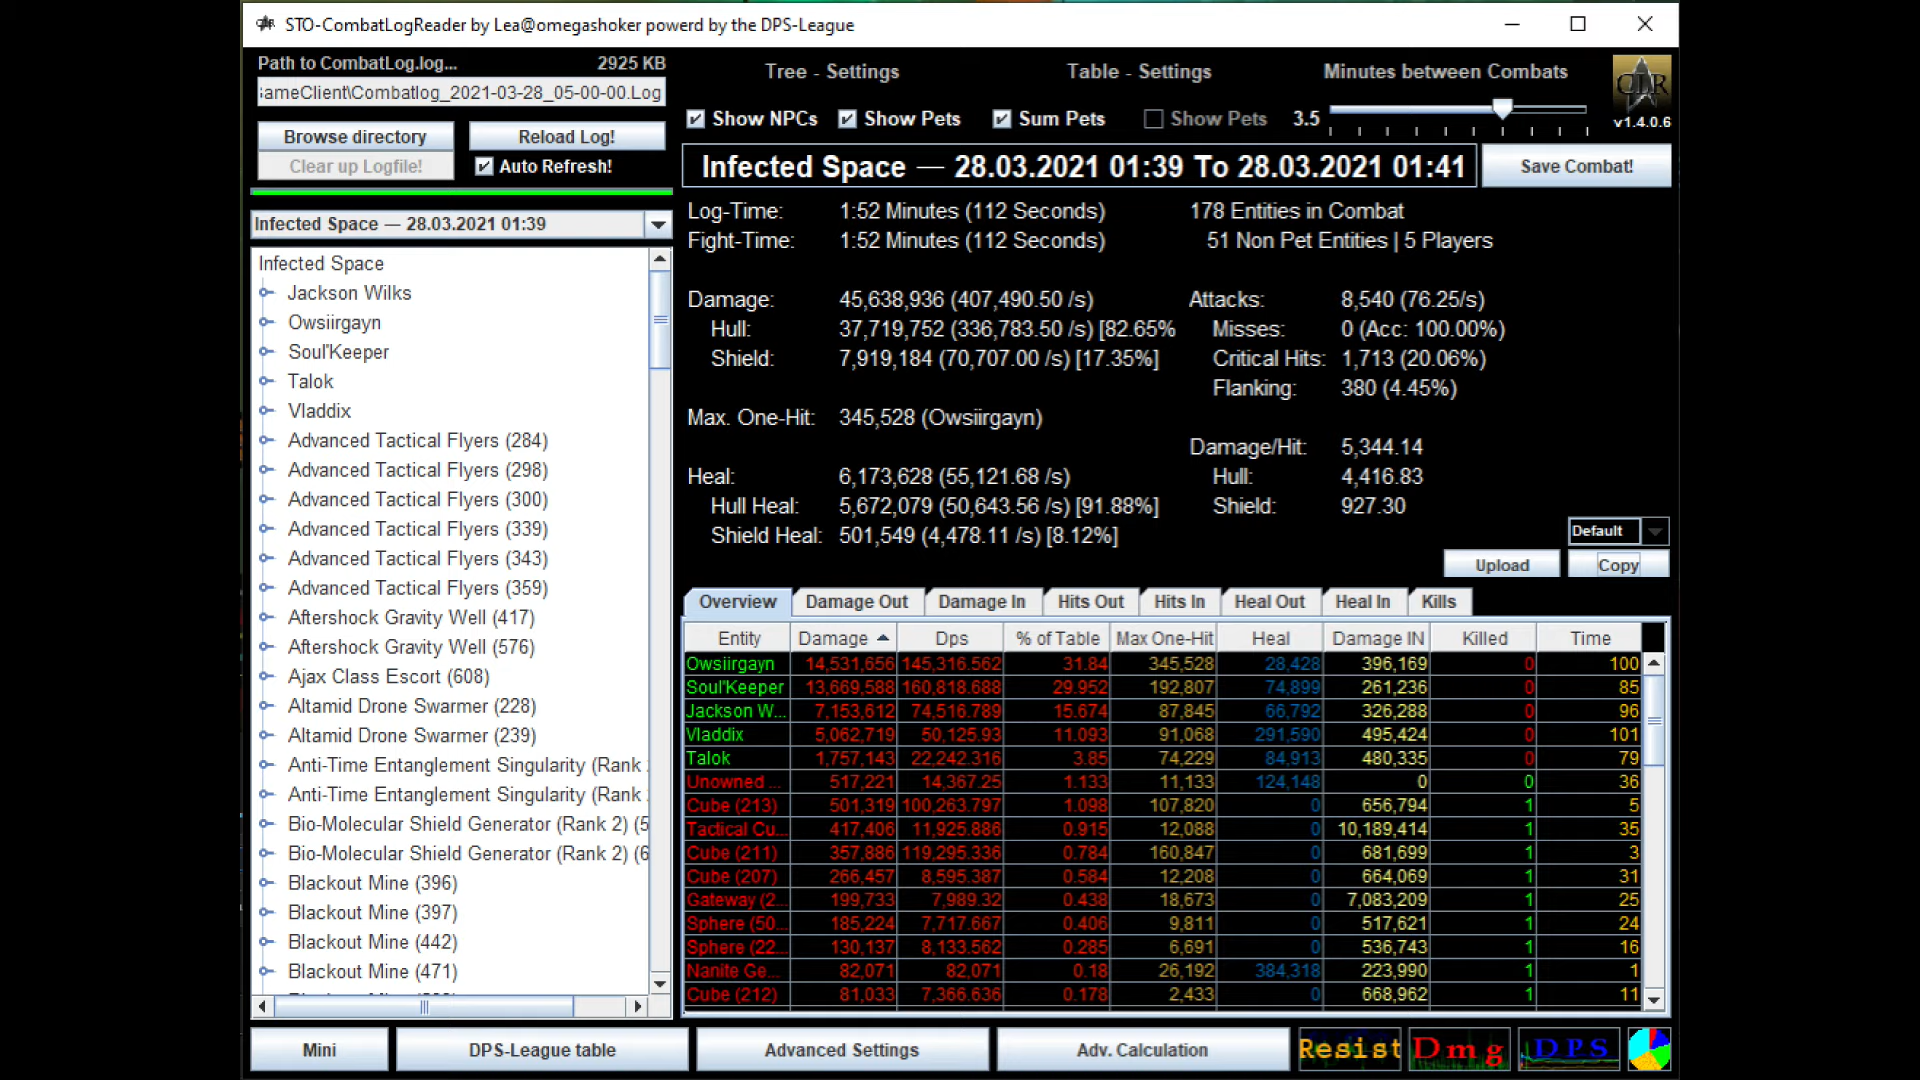 STO-CombatLogReader by Lea@omegashoker powerd by the DPS-League
Path to CombatLog.log... 2925 KB
ameClient\Combatlog_2021-03-28_05-00-00.Log
Browse directory Reload Log!
Clear up Logfile! Auto Refresh!
Tree - Settings Table - Settings Minutes between Combats
Show NPCs Show Pets Sum Pets Show Pets 3.5
CLR
v1.4.0.6
Infected Space — 28.03.2021 01:39 To 28.03.2021 01:41 Save Combat!
Infected Space — 28.03.2021 01:39
Infected Space
Jackson Wilks
Owsiirgayn
Soul'Keeper
Talok
Vladdix
Advanced Tactical Flyers (284)
Advanced Tactical Flyers (298)
Advanced Tactical Flyers (300)
Advanced Tactical Flyers (339)
Advanced Tactical Flyers (343)
Advanced Tactical Flyers (359)
Aftershock Gravity Well (417)
Aftershock Gravity Well (576)
Ajax Class Escort (608)
Altamid Drone Swarmer (228)
Altamid Drone Swarmer (239)
Anti-Time Entanglement Singularity (Rank
Anti-Time Entanglement Singularity (Rank
Bio-Molecular Shield Generator (Rank 2) (5
Bio-Molecular Shield Generator (Rank 2) (6
Blackout Mine (396)
Blackout Mine (397)
Blackout Mine (442)
Blackout Mine (471)
Log-Time: 1:52 Minutes (112 Seconds) 178 Entities in Combat
Fight-Time: 1:52 Minutes (112 Seconds) 51 Non Pet Entities | 5 Players
Damage: 45,638,936 (407,490.50 /s) Attacks: 8,540 (76.25/s)
Hull: 37,719,752 (336,783.50 /s) [82.65% Misses: 0 (Acc: 100.00%)
Shield: 7,919,184 (70,707.00 /s) [17.35%] Critical Hits: 1,713 (20.06%)
Flanking: 380 (4.45%)
Max. One-Hit: 345,528 (Owsiirgayn)
Damage/Hit: 5,344.14
Heal: 6,173,628 (55,121.68 /s) Hull: 4,416.83
Hull Heal: 5,672,079 (50,643.56 /s) [91.88%] Shield: 927.30
Shield Heal: 501,549 (4,478.11 /s) [8.12%]
Default
Upload Copy
Overview Damage Out Damage In Hits Out Hits In Heal Out Heal In Kills
Entity Damage Dps % of Table Max One-Hit Heal Damage IN Killed Time
Owsiirgayn 14,531,656 145,316.562 31.84 345,528 28,428 396,169 0 100
Soul'Keeper 13,669,588 160,818.688 29.952 192,807 74,899 261,236 0 85
Jackson W... 7,153,612 74,516.789 15.674 87,845 66,792 326,288 0 96
Vladdix 5,062,719 50,125.93 11.093 91,068 291,590 495,424 0 101
Talok 1,757,143 22,242.316 3.85 74,229 84,913 480,335 0 79
Unowned ... 517,221 14,367.25 1.133 11,133 124,148 0 0 36
Cube (213) 501,319 100,263.797 1.098 107,820 0 656,794 1 5
Tactical Cu... 417,406 11,925.886 0.915 12,088 0 10,189,414 1 35
Cube (211) 357,886 119,295.336 0.784 160,847 0 681,699 1 3
Cube (207) 266,457 8,595.387 0.584 12,208 0 664,069 1 31
Gateway (2... 199,733 7,989.32 0.438 18,673 0 7,083,209 1 25
Sphere (50... 185,224 7,717.667 0.406 9,811 0 517,621 1 24
Sphere (22... 130,137 8,133.562 0.285 6,691 0 536,743 1 16
Nanite Ge... 82,071 82,071 0.18 26,192 384,318 223,990 1 1
Cube (212) 81,033 7,366.636 0.178 2,433 0 668,962 1 11
Mini DPS-League table Advanced Settings Adv. Calculation Resist Dmg DPS